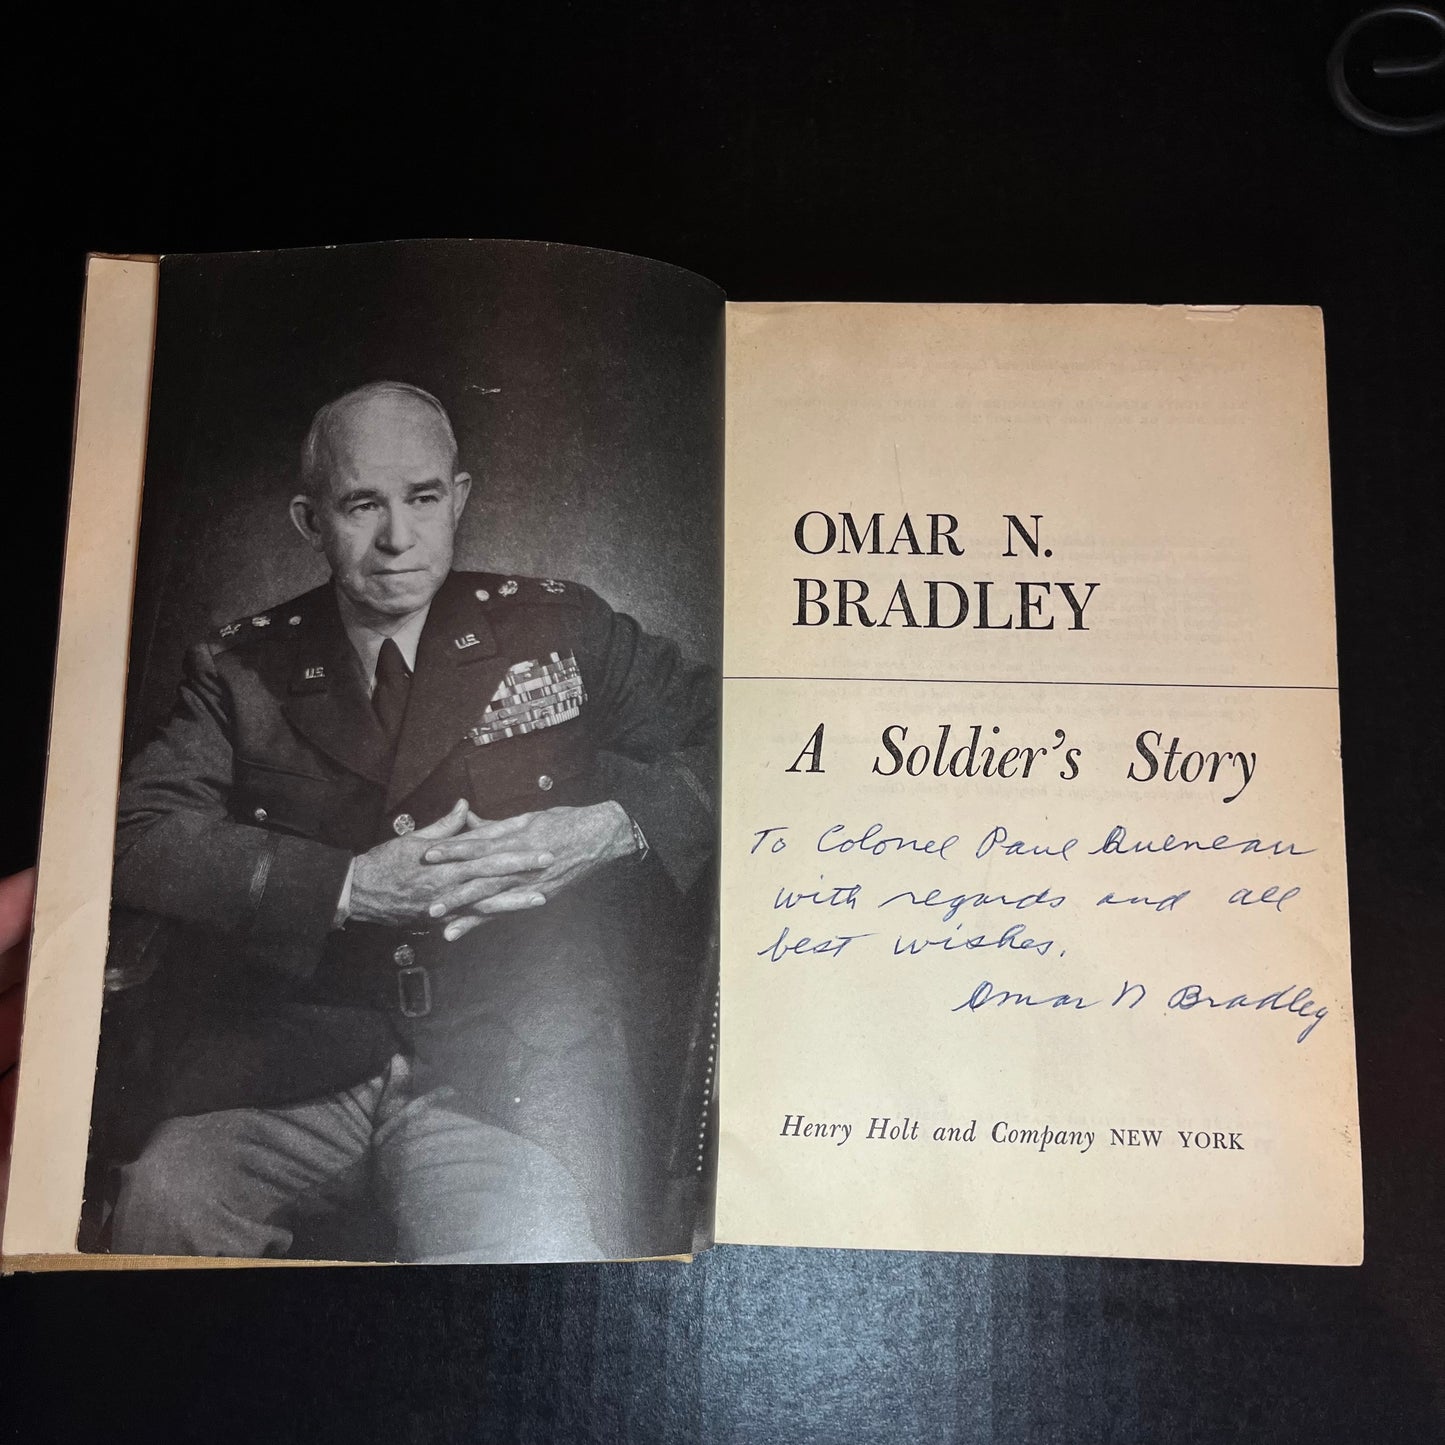 U.S.
U.S.
OMAR N.
BRADLEY
A Soldier's Story
To Colonel Paul Queneau
with regards and all
best wishes.
Omar N Bradley
Henry Holt and Company NEW YORK